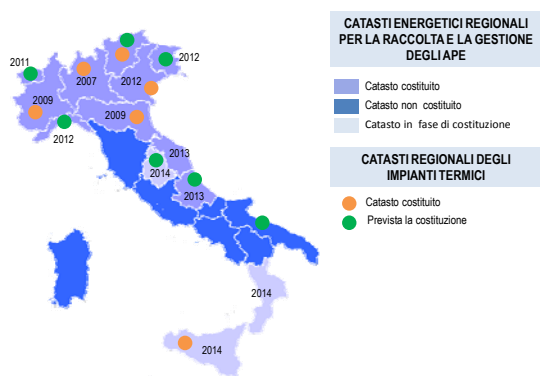 CATASTI ENERGETICI REGIONALI
PER LA RACCOLTA E LA GESTIONE
DEGLI APE
Catasto costituito
Catasto non costituito
Catasto in fase di costituzione
CATASTI REGIONALI DEGLI
IMPIANTI TERMICI
Catasto costituito
Prevista la costituzione
2012
2011
2007
2012
2009
2009
2012
2013
2014
2013
2014
2014